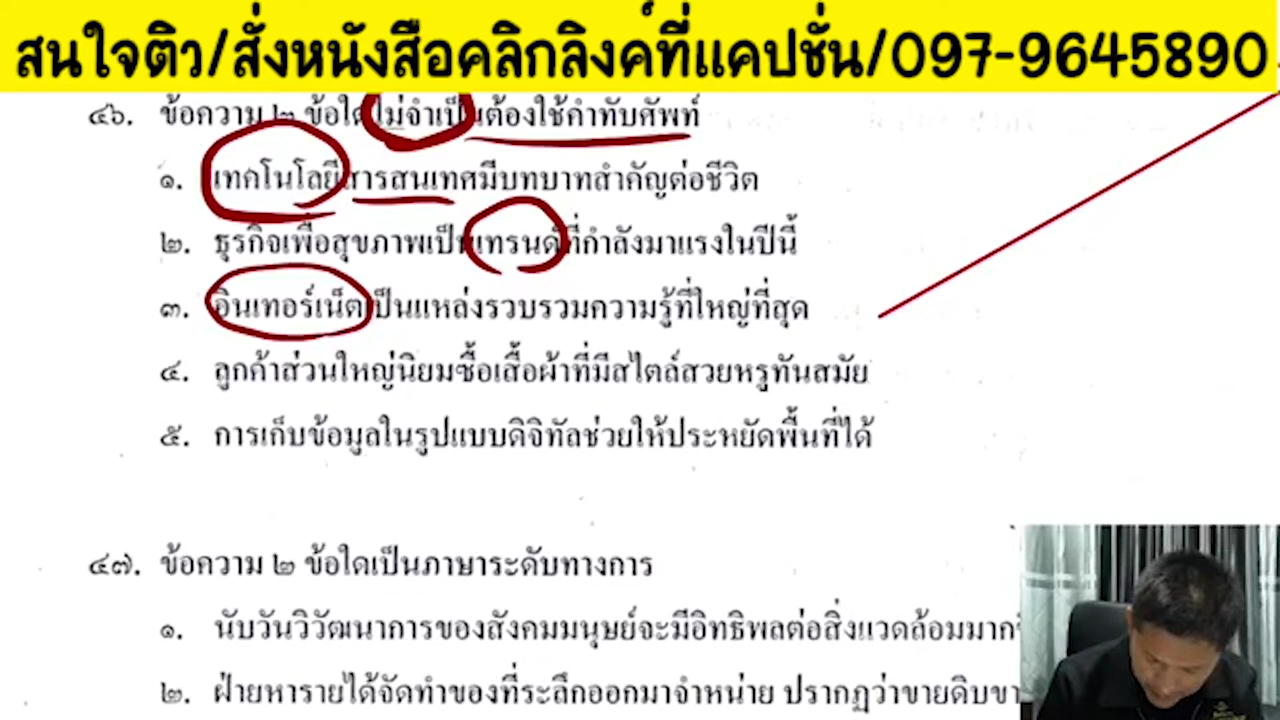 สนใจติว/สั่งหนังสือคลิกลิงค์ที่แคปชั่น/097-9645890
๔๖. ข้อความ ๒ ข้อใดไม่จำเป็นต้องใช้คำทับศัพท์
๑. เทคโนโลยีสารสนเทศมีบทบาทสำคัญต่อชีวิต
๒. ธุรกิจเพื่อสุขภาพเป็นเทรนด์ที่กำลังมาแรงในปีนี้
๓. อินเทอร์เน็ตเป็นแหล่งรวบรวมความรู้ที่ใหญ่ที่สุด
๔. ลูกค้าส่วนใหญ่นิยมซื้อเสื้อผ้าที่มีสไตล์สวยหรูทันสมัย
๕. การเก็บข้อมูลในรูปแบบดิจิทัลช่วยให้ประหยัดพื้นที่ได้
๔๗. ข้อความ ๒ ข้อใดเป็นภาษาระดับทางการ
๑. นับวันวิวัฒนาการของสังคมมนุษย์จะมีอิทธิพลต่อสิ่งแวดล้อมมาก
๒. ฝ่ายหารายได้จัดทำของที่ระลึกออกมาจำหน่าย ปรากฏว่าขายดิบ